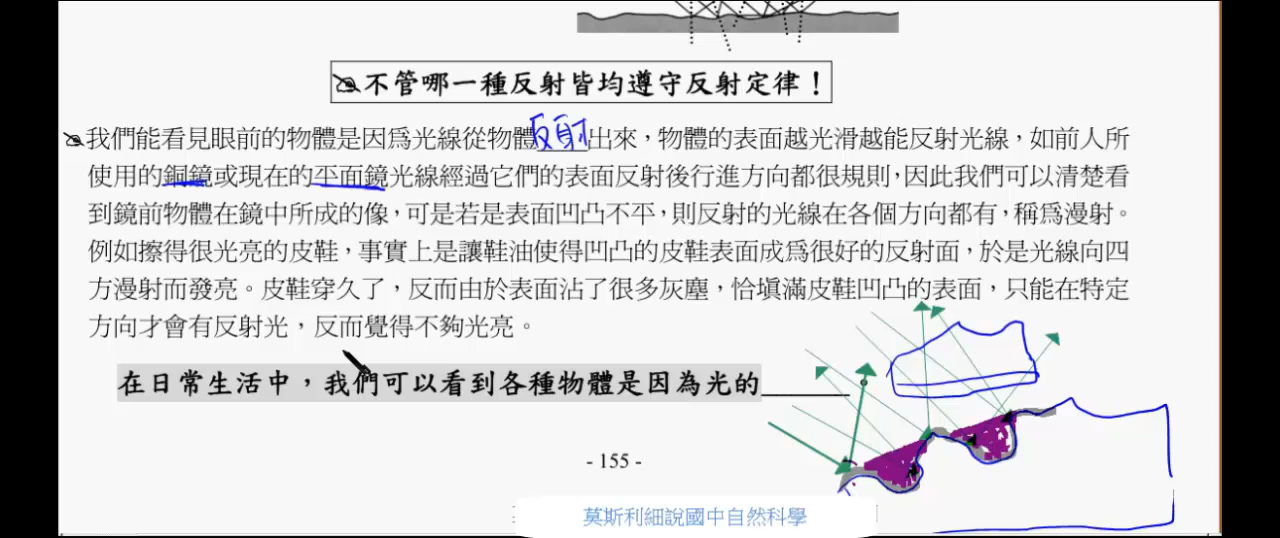 不管哪一種反射皆均遵守反射定律！
我們能看見眼前的物體是因爲光線從物體反射出來，物體的表面越光滑越能反射光線，如前人所
使用的銅鏡或現在的平面鏡光線經過它們的表面反射後行進方向都很規則，因此我們可以清楚看
到鏡前物體在鏡中所成的像，可是若是表面凹凸不平，則反射的光線在各個方向都有，稱爲漫射。
例如擦得很光亮的皮鞋，事實上是讓鞋油使得凹凸的皮鞋表面成爲很好的反射面，於是光線向四
方漫射而發亮。皮鞋穿久了，反而由於表面沾了很多灰塵，恰塡滿皮鞋凹凸的表面，只能在特定
方向才會有反射光，反而覺得不夠光亮。
在日常生活中，我們可以看到各種物體是因為光的
- 155 -
莫斯利細說國中自然科學